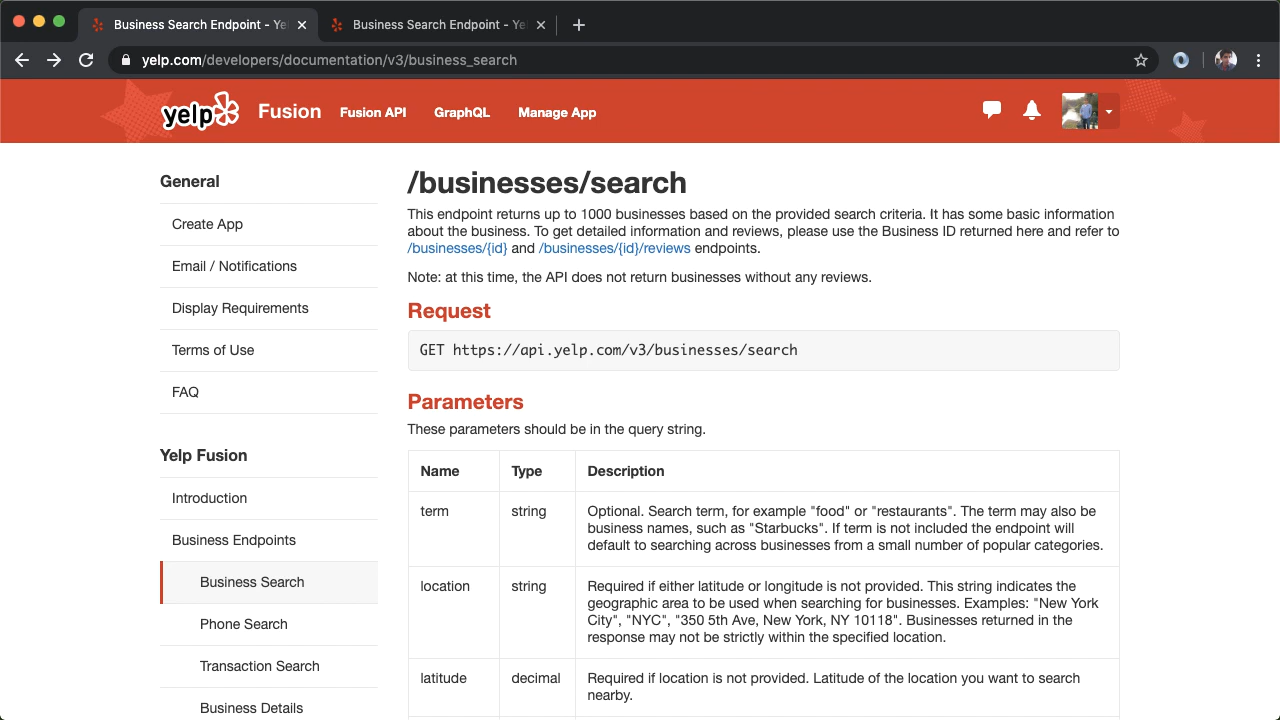 Business Search Endpoint - Ye
Business Search Endpoint - Ye
yelp.com/developers/documentation/v3/business_search
yelp
Fusion
Fusion API
GraphQL
Manage App
General
Create App
Email / Notifications
Display Requirements
Terms of Use
FAQ
Yelp Fusion
Introduction
Business Endpoints
Business Search
Phone Search
Transaction Search
Business Details
/businesses/search
This endpoint returns up to 1000 businesses based on the provided search criteria. It has some basic information
about the business. To get detailed information and reviews, please use the Business ID returned here and refer to
/businesses/{id} and /businesses/{id}/reviews endpoints.
Note: at this time, the API does not return businesses without any reviews.
Request
GET https://api.yelp.com/v3/businesses/search
Parameters
These parameters should be in the query string.
Name Type Description
term string Optional. Search term, for example "food" or "restaurants". The term may also be
business names, such as "Starbucks". If term is not included the endpoint will
default to searching across businesses from a small number of popular categories.
location string Required if either latitude or longitude is not provided. This string indicates the
geographic area to be used when searching for businesses. Examples: "New York
City", "NYC", "350 5th Ave, New York, NY 10118". Businesses returned in the
response may not be strictly within the specified location.
latitude decimal Required if location is not provided. Latitude of the location you want to search
nearby.